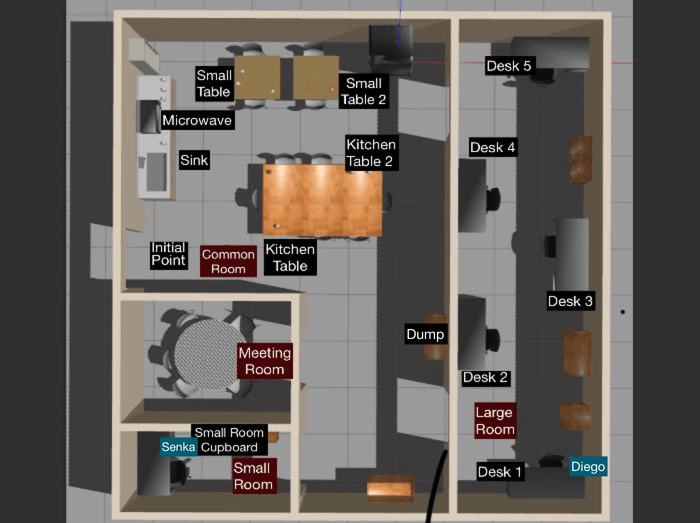 Desk 5
Small
Table
Small
Table 2
Microwave
Kitchen
Table 2
Desk 4
Sink
Initial
Point
Common
Room
Kitchen
Table
Desk 3
Dump
Meeting
Room
Desk 2
Large
Room
Small Room
Cupboard
Senka
Small
Room
Desk 1
Diego